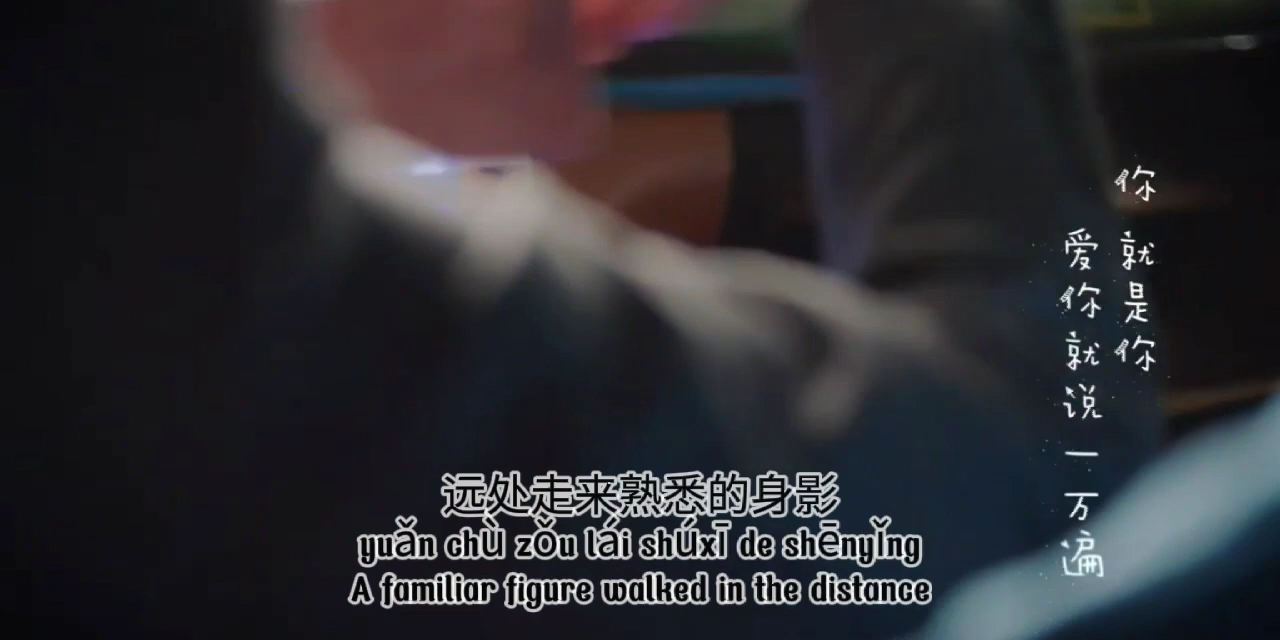 你就是你
爱你就说一万遍
远处走来熟悉的身影
yuǎn chù zǒu lái shúxī de shēnyǐng
A familiar figure walked in the distance